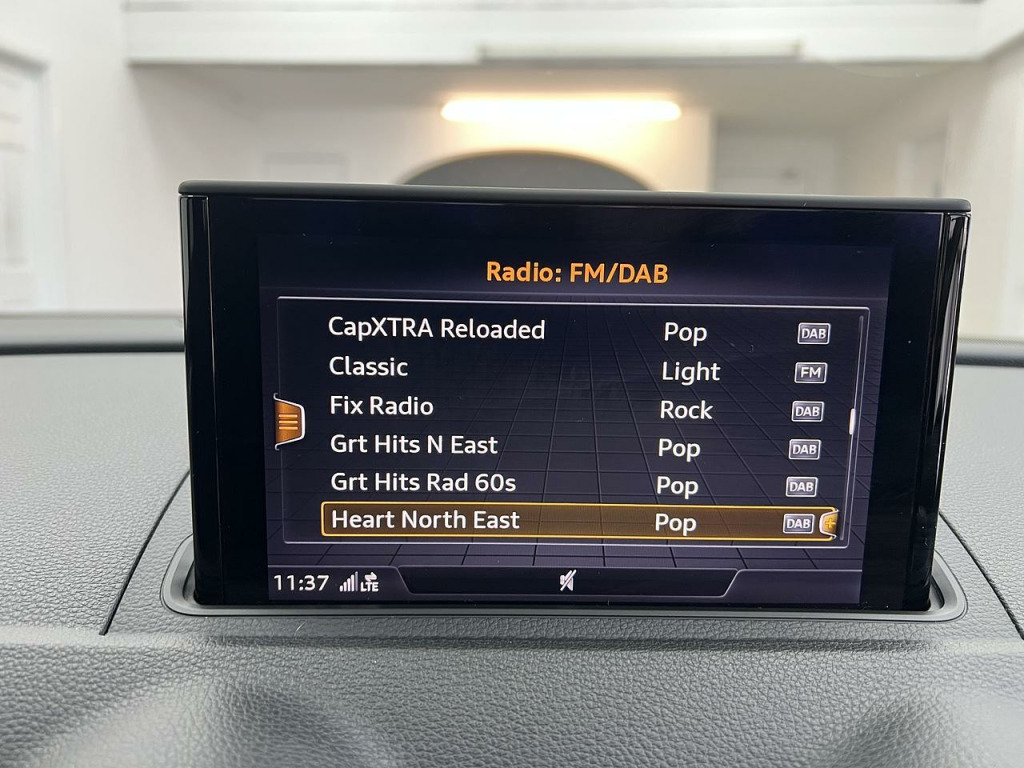 Radio: FM/DAB
CapXTRA Reloaded Pop DAB
Classic Light FM
Fix Radio Rock DAB
Grt Hits N East Pop DAB
Grt Hits Rad 60s Pop DAB
Heart North East Pop DAB
11:37 LTE